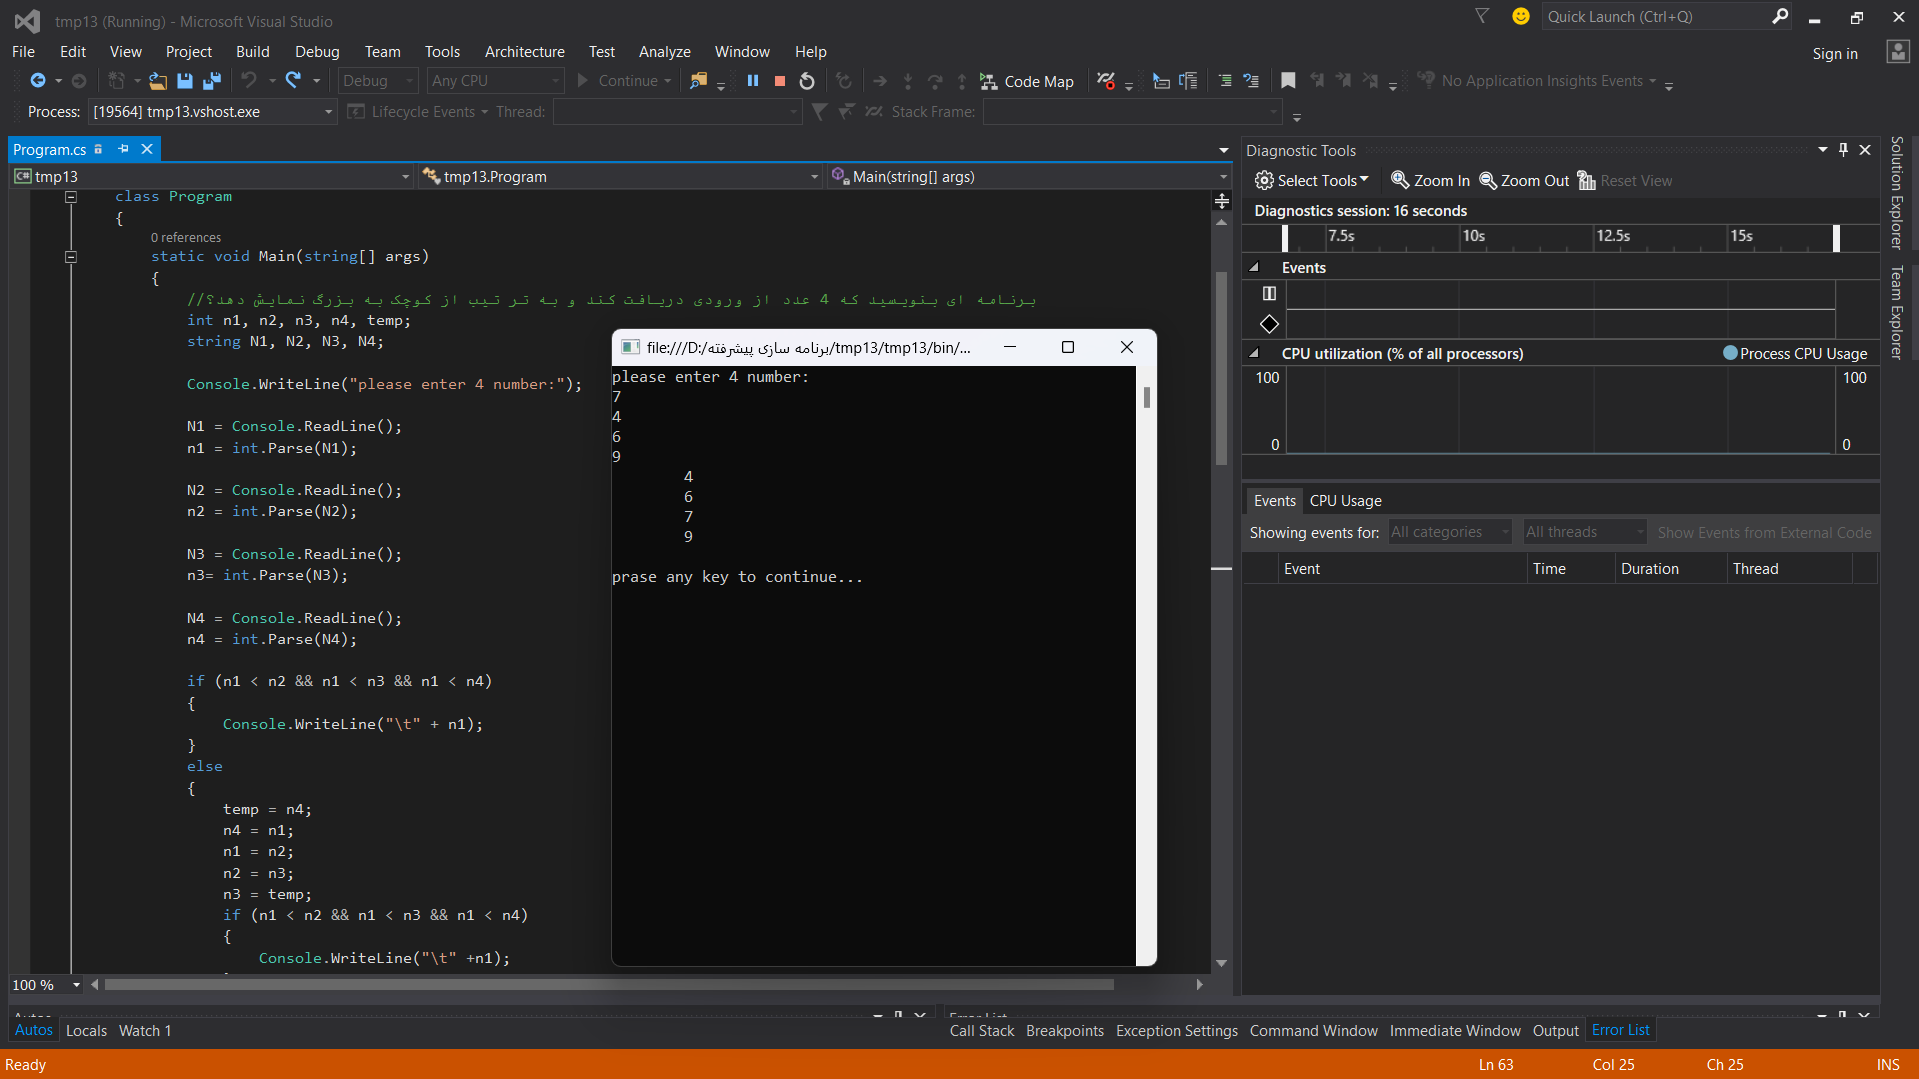 tmp13 (Running) - Microsoft Visual Studio
Quick Launch (Ctrl+Q)
File Edit View Project Build Debug Team Tools Architecture Test Analyze Window Help
Sign in
Debug Any CPU Continue Code Map No Application Insights Events
Process: [19564] tmp13.vshost.exe Lifecycle Events Thread: Stack Frame:
Program.cs
tmp13 tmp13.Program Main(string[] args)
class Program
{
0 references
static void Main(string[] args)
{
//برنامه ای بنویسید که 4 عدد از ورودی دریافت کند و به تر تیب از کوچک به بزرگ نمایش دهد؟
int n1, n2, n3, n4, temp;
string N1, N2, N3, N4;
Console.WriteLine("please enter 4 number:");
N1 = Console.ReadLine();
n1 = int.Parse(N1);
N2 = Console.ReadLine();
n2 = int.Parse(N2);
N3 = Console.ReadLine();
n3= int.Parse(N3);
N4 = Console.ReadLine();
n4 = int.Parse(N4);
if (n1 < n2 && n1 < n3 && n1 < n4)
{
Console.WriteLine("\t" + n1);
}
else
{
temp = n4;
n4 = n1;
n1 = n2;
n2 = n3;
n3 = temp;
if (n1 < n2 && n1 < n3 && n1 < n4)
{
Console.WriteLine("\t" +n1);
100 %
file:///D:/برنامه سازی پیشرفته/tmp13/tmp13/bin/...
please enter 4 number:
7
4
6
9
4
6
7
9
prase any key to continue...
Diagnostic Tools
Select Tools Zoom In Zoom Out Reset View
Diagnostics session: 16 seconds
7.5s 10s 12.5s 15s
Events
CPU utilization (% of all processors) Process CPU Usage
100 100
0 0
Events CPU Usage
Showing events for: All categories All threads Show Events from External Code
Event Time Duration Thread
Solution Explorer
Team Explorer
Autos
Error List
Autos Locals Watch 1
Call Stack Breakpoints Exception Settings Command Window Immediate Window Output Error List
Ready Ln 63 Col 25 Ch 25 INS